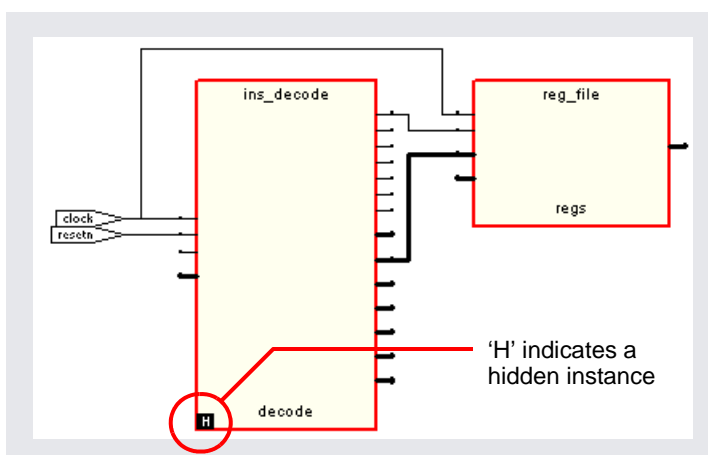 ins_decode
reg_file
regs
clock
resetn
‘H’ indicates a
hidden instance
decode
H